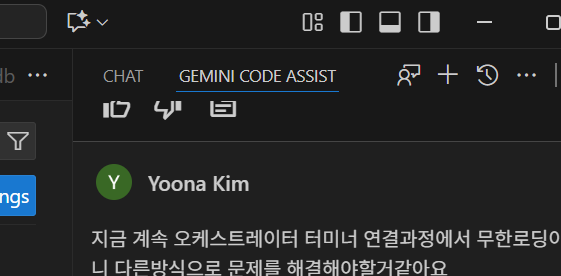 db
CHAT GEMINI CODE ASSIST
ngs
Y Yoona Kim
지금 계속 오케스트레이터 터미너 연결과정에서 무한로딩이
니 다른방식으로 문제를 해결해야할거같아요